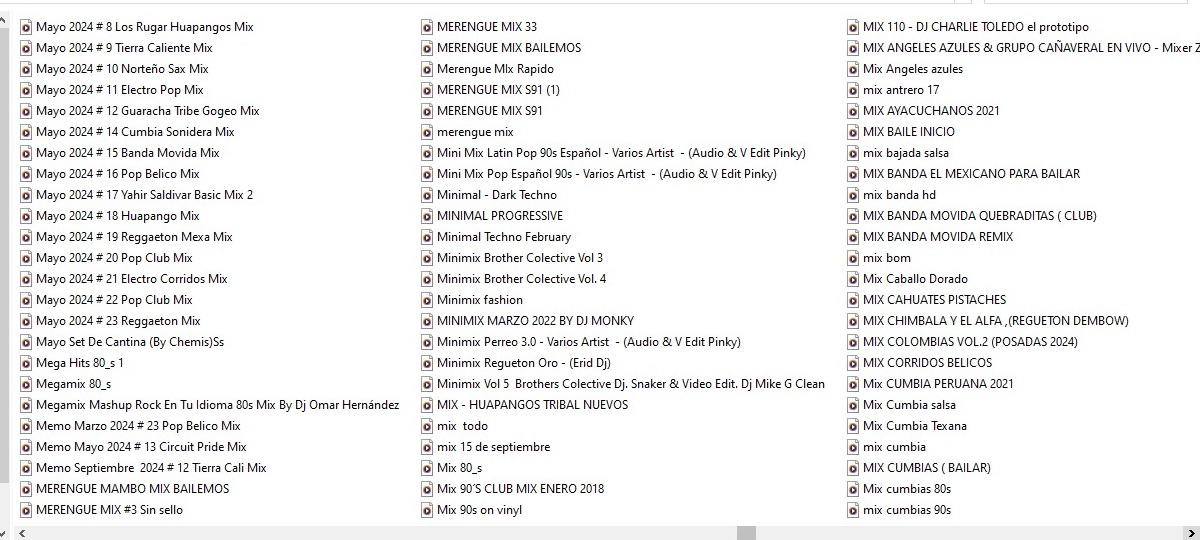 Mayo 2024 # 8 Los Rugar Huapangos Mix
Mayo 2024 # 9 Tierra Caliente Mix
Mayo 2024 # 10 Norteño Sax Mix
Mayo 2024 # 11 Electro Pop Mix
Mayo 2024 # 12 Guaracha Tribe Gogeo Mix
Mayo 2024 # 14 Cumbia Sonidera Mix
Mayo 2024 # 15 Banda Movida Mix
Mayo 2024 # 16 Pop Belico Mix
Mayo 2024 # 17 Yahir Saldivar Basic Mix 2
Mayo 2024 # 18 Huapango Mix
Mayo 2024 # 19 Reggaeton Mexa Mix
Mayo 2024 # 20 Pop Club Mix
Mayo 2024 # 21 Electro Corridos Mix
Mayo 2024 # 22 Pop Club Mix
Mayo 2024 # 23 Reggaeton Mix
Mayo Set De Cantina (By Chemis)Ss
Mega Hits 80_s 1
Megamix 80_s
Megamix Mashup Rock En Tu Idioma 80s Mix By Dj Omar Hernández
Memo Marzo 2024 # 23 Pop Belico Mix
Memo Mayo 2024 # 13 Circuit Pride Mix
Memo Septiembre  2024 # 12 Tierra Cali Mix
MERENGUE MAMBO MIX BAILEMOS
MERENGUE MIX #3 Sin sello
MERENGUE MIX 33
MERENGUE MIX BAILEMOS
Merengue MIx Rapido
MERENGUE MIX S91 (1)
MERENGUE MIX S91
merengue mix
Mini Mix Latin Pop 90s Español - Varios Artist  - (Audio & V Edit Pinky)
Mini Mix Pop Español 90s - Varios Artist  - (Audio & V Edit Pinky)
Minimal - Dark Techno
MINIMAL PROGRESSIVE
Minimal Techno February
Minimix Brother Colective Vol 3
Minimix Brother Colective Vol. 4
Minimix fashion
MINIMIX MARZO 2022 BY DJ MONKY
Minimix Perreo 3.0 - Varios Artist  - (Audio & V Edit Pinky)
Minimix Regueton Oro - (Erid Dj)
Minimix Vol 5  Brothers Colective Dj. Snaker & Video Edit. Dj Mike G Clean
MIX - HUAPANGOS TRIBAL NUEVOS
mix  todo
mix 15 de septiembre
Mix 80_s
Mix 90´S CLUB MIX ENERO 2018
Mix 90s on vinyl
MIX 110 - DJ CHARLIE TOLEDO el prototipo
MIX ANGELES AZULES & GRUPO CAÑAVERAL EN VIVO - Mixer Z
Mix Angeles azules
mix antrero 17
MIX AYACUCHANOS 2021
MIX BAILE INICIO
mix bajada salsa
MIX BANDA EL MEXICANO PARA BAILAR
mix banda hd
MIX BANDA MOVIDA QUEBRADITAS ( CLUB)
MIX BANDA MOVIDA REMIX
mix bom
Mix Caballo Dorado
MIX CAHUATES PISTACHES
MIX CHIMBALA Y EL ALFA ,(REGUETON DEMBOW)
MIX COLOMBIAS VOL.2 (POSADAS 2024)
MIX CORRIDOS BELICOS
Mix CUMBIA PERUANA 2021
Mix Cumbia salsa
Mix Cumbia Texana
mix cumbia
MIX CUMBIAS ( BAILAR)
Mix cumbias 80s
mix cumbias 90s